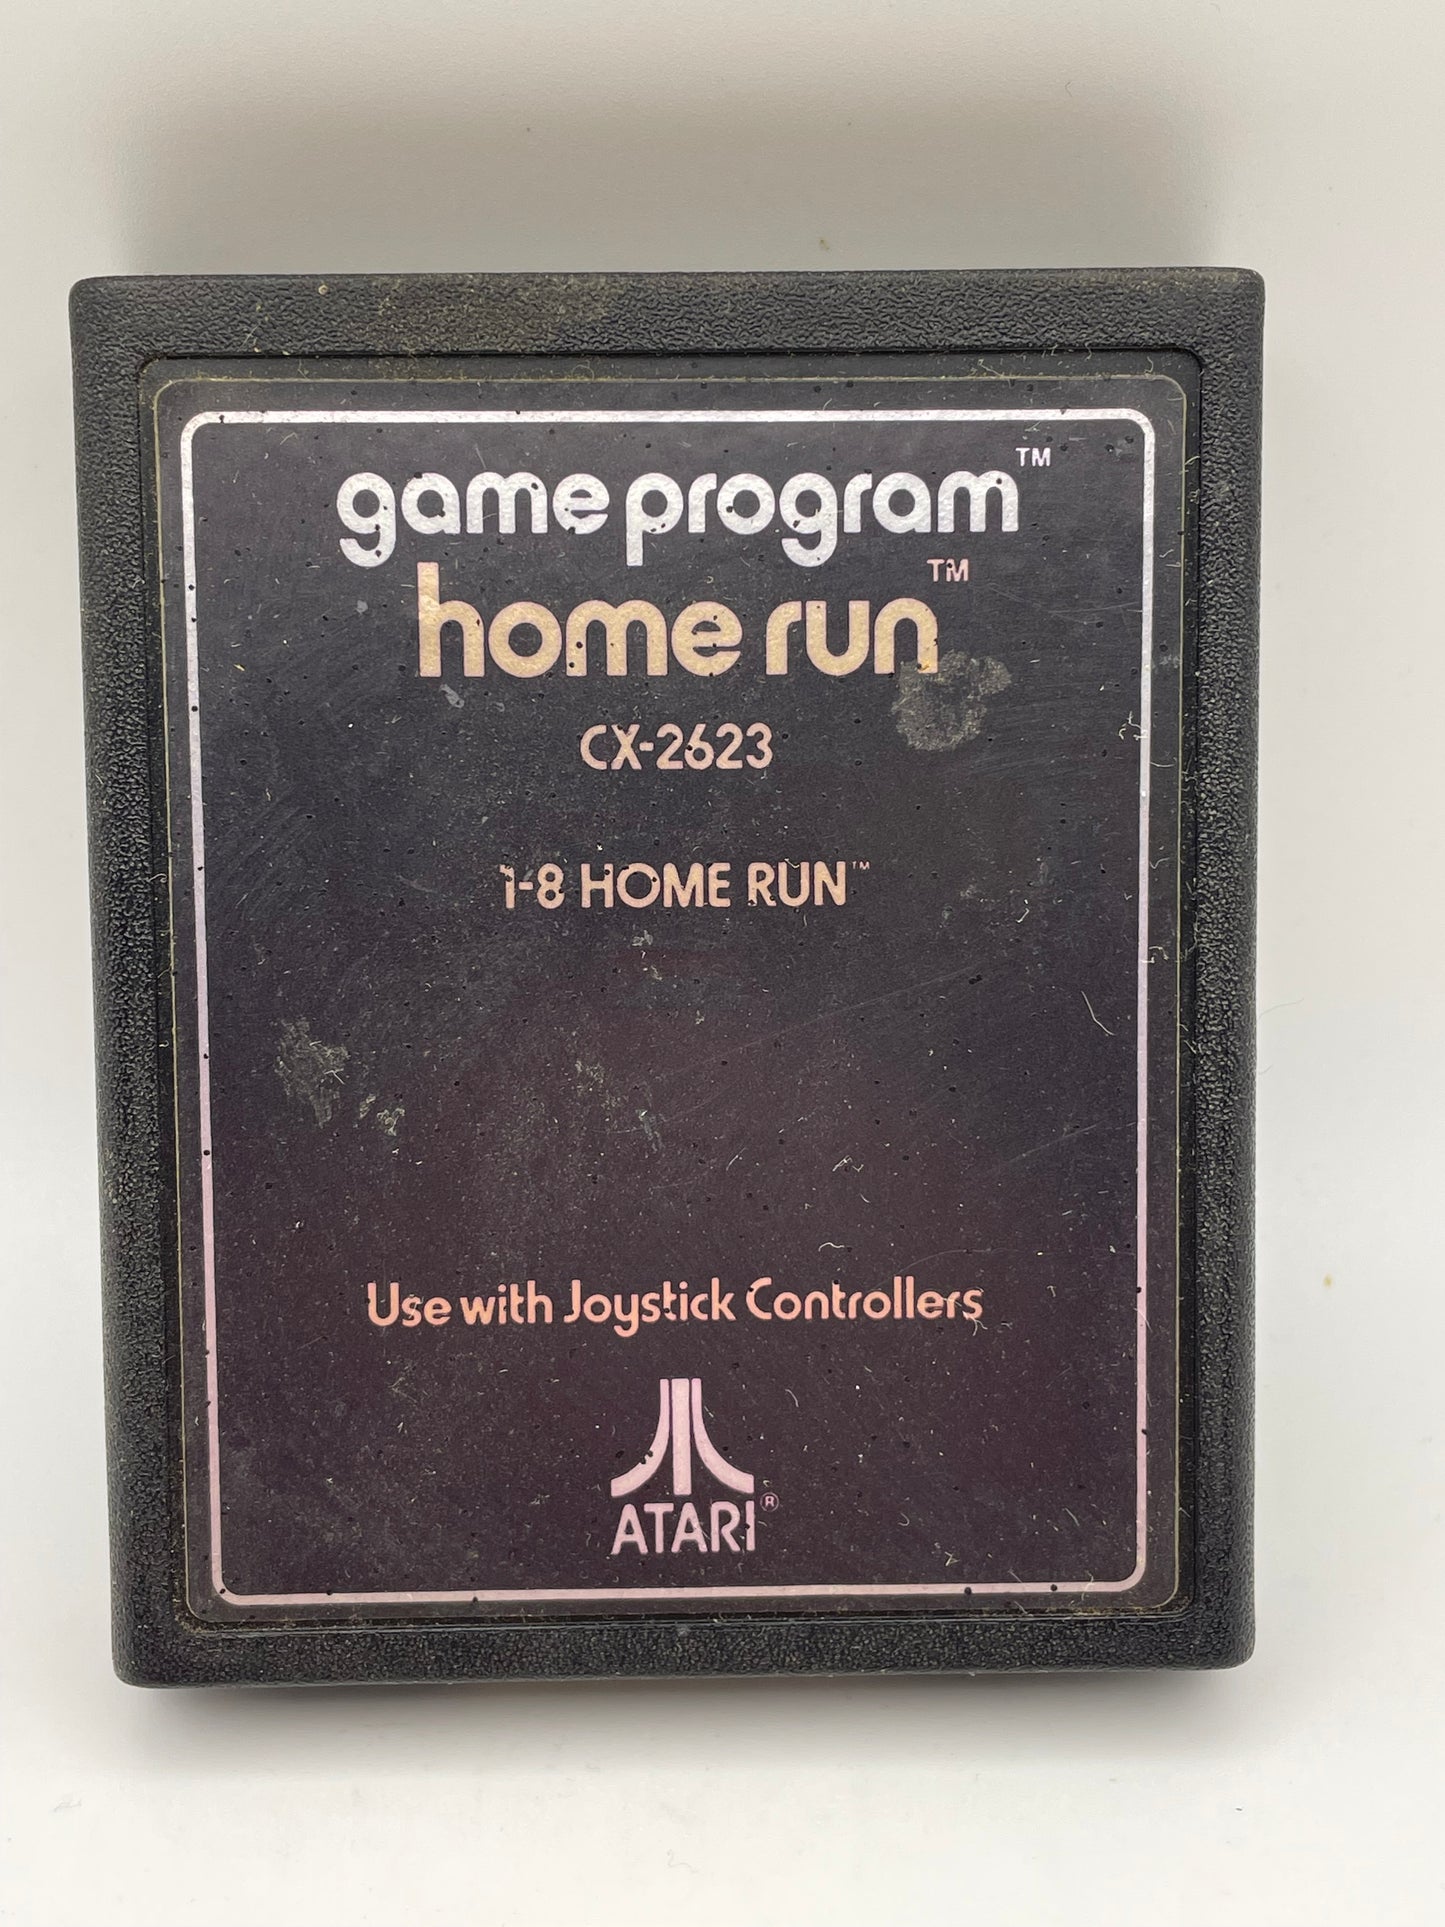 game program™
home run™
CX-2623
1-8 HOME RUN™
Use with Joystick Controllers
ATARI®